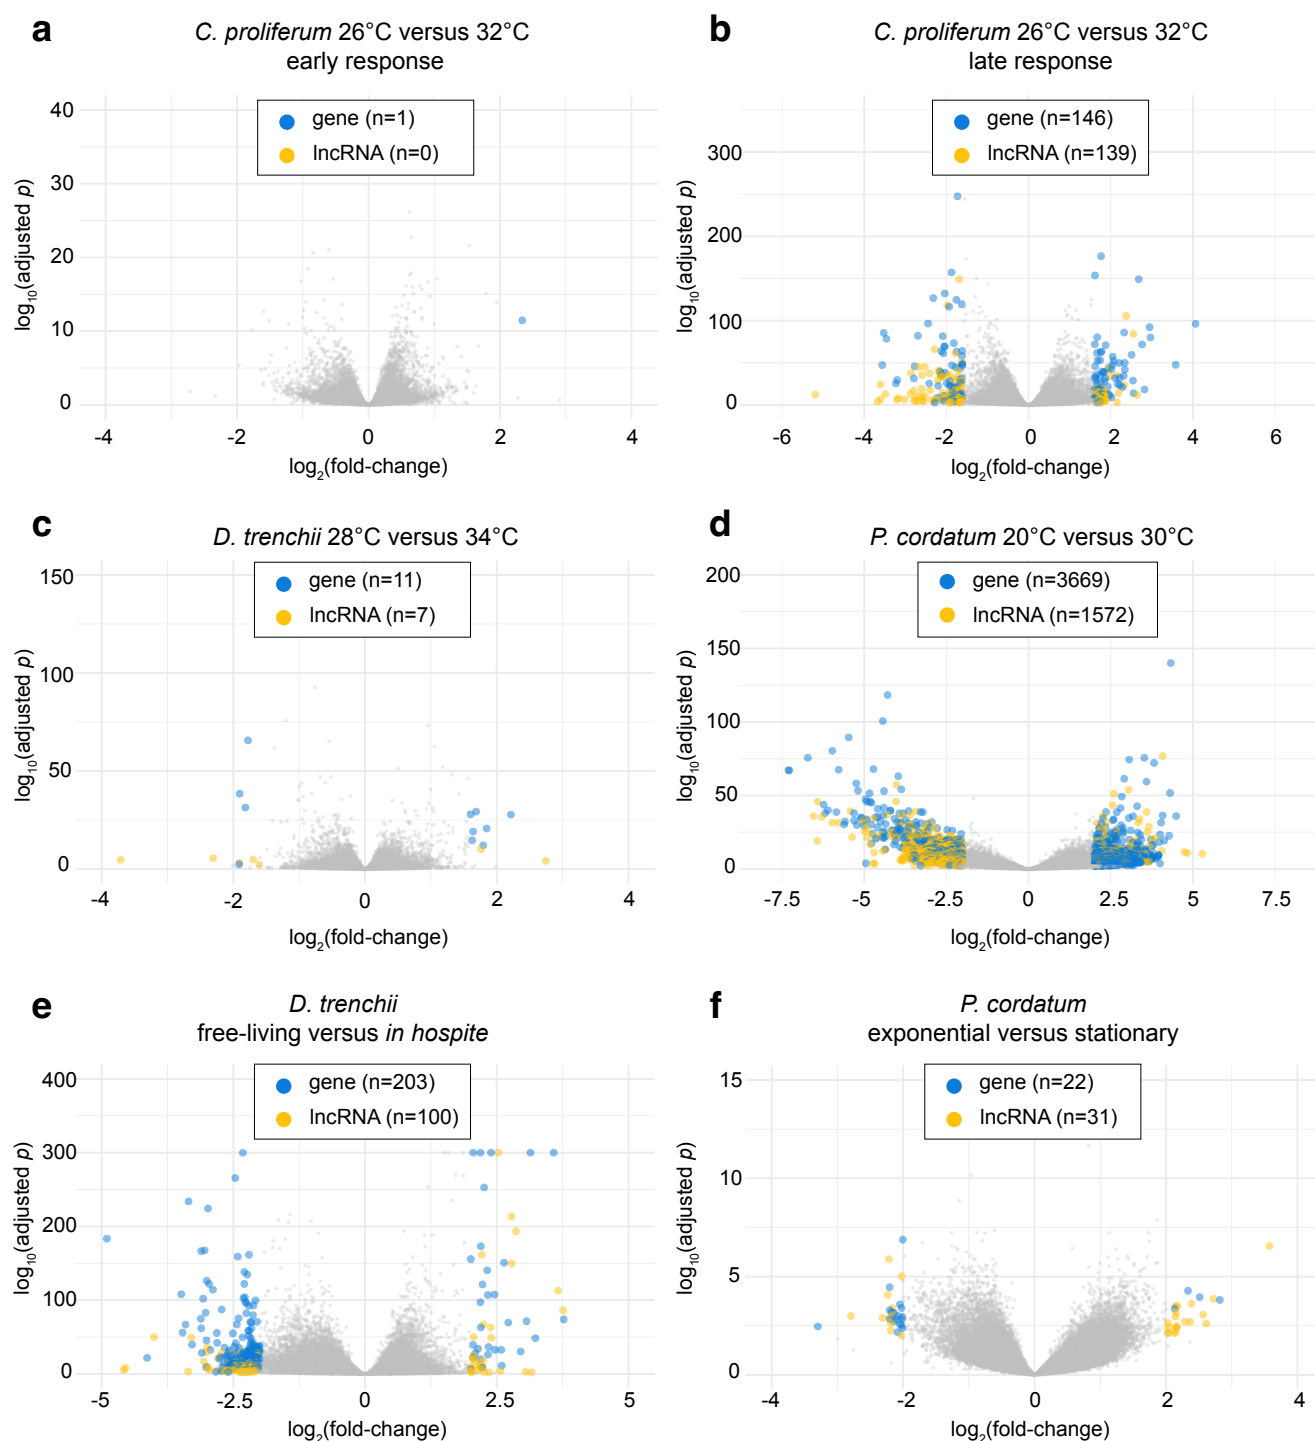 a
C. proliferum 26°C versus 32°C
early response
gene (n=1)
lncRNA (n=0)
40
30
20
10
0
log10(adjusted p)
-4 -2 0 2 4
log2(fold-change)
b
C. proliferum 26°C versus 32°C
late response
gene (n=146)
lncRNA (n=139)
300
200
100
0
log10(adjusted p)
-6 -4 -2 0 2 4 6
log2(fold-change)
c
D. trenchii 28°C versus 34°C
gene (n=11)
lncRNA (n=7)
150
100
50
0
log10(adjusted p)
-4 -2 0 2 4
log2(fold-change)
d
P. cordatum 20°C versus 30°C
gene (n=3669)
lncRNA (n=1572)
200
150
100
50
0
log10(adjusted p)
-7.5 -5 -2.5 0 2.5 5 7.5
log2(fold-change)
e
D. trenchii
free-living versus in hospite
gene (n=203)
lncRNA (n=100)
400
300
200
100
0
log10(adjusted p)
-5 -2.5 0 2.5 5
log2(fold-change)
f
P. cordatum
exponential versus stationary
gene (n=22)
lncRNA (n=31)
15
10
5
0
log10(adjusted p)
-4 -2 0 2 4
log2(fold-change)